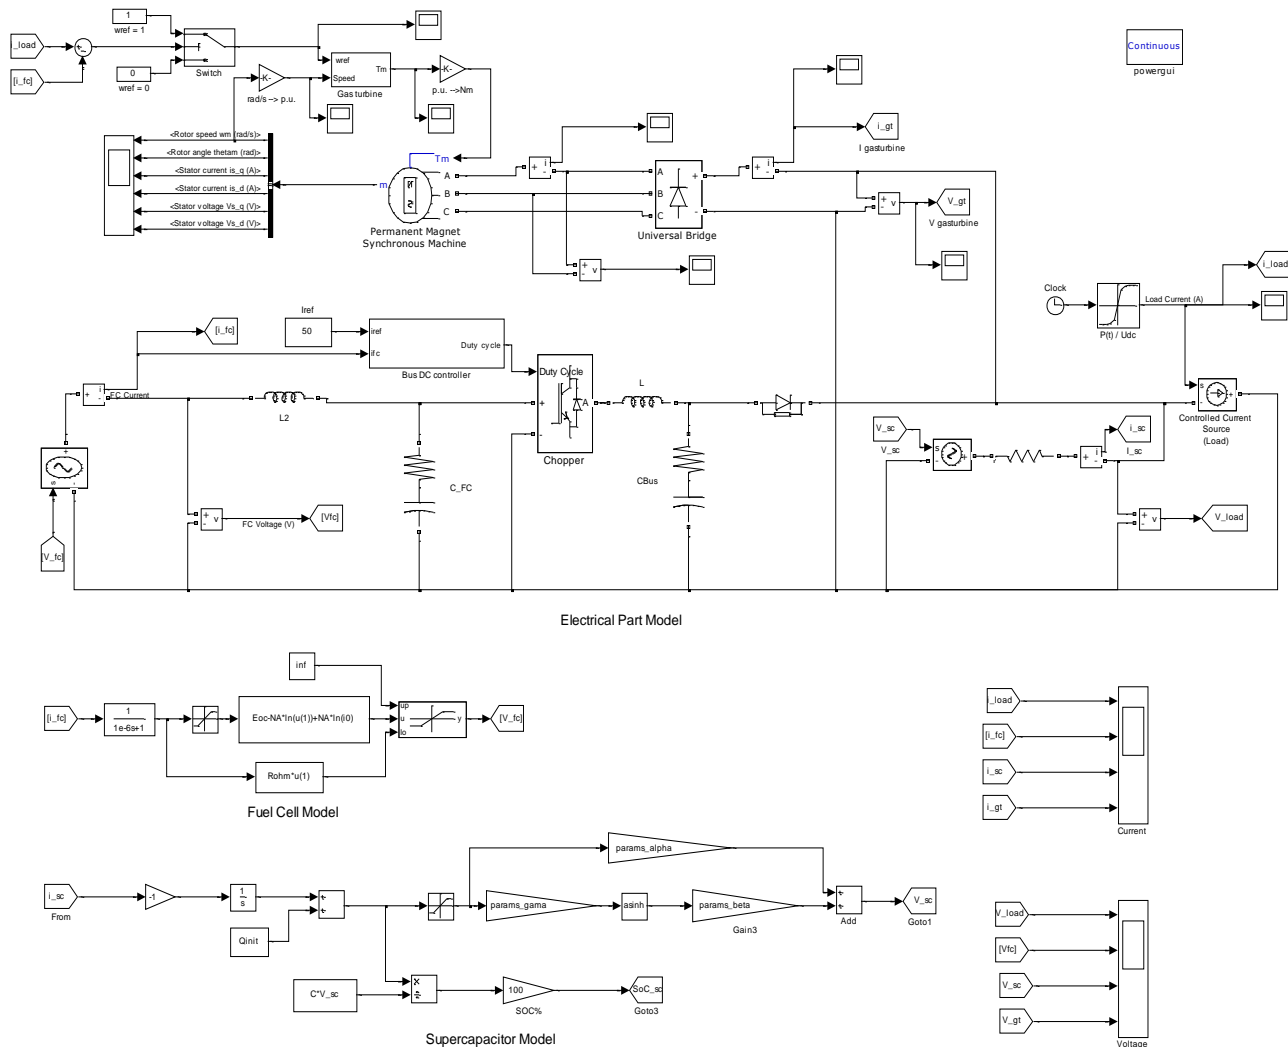 1
wref = 1
i_load
[i_fc]
0
wref = 0
Switch
-K-
rad/s --> p.u.
wref
Speed
Tm
Gas turbine
-K-
p.u. -->Nm
Continuous
powergui
<Rotor speed wm (rad/s)>
<Rotor angle thetam (rad)>
<Stator current is_q (A)>
<Stator current is_d (A)>
<Stator voltage Vs_q (V)>
<Stator voltage Vs_d (V)>
m
Tm
A
B
C
Permanent Magnet
Synchronous Machine
+
-
i
A
B
C
+
-
Universal Bridge
+
-
i
i_gt
I gasturbine
+
-
v
V_gt
V gasturbine
+
-
v
Clock
P(t) / Udc
Load Current (A)
i_load
Iref
50
[i_fc]
iref
ifc
Duty cycle
Bus DC controller
+
-
i
FC Current
L2
Duty Cycle
+
-
A
Chopper
L
s
-
+
Controlled Current
Source
(Load)
V_sc
V_sc
s
-
+
+
-
i
i_sc
I_sc
+
s
-
[V_fc]
C_FC
CBus
+
-
v
FC Voltage (V)
[Vfc]
+
-
v
V_load
Electrical Part Model
inf
[i_fc]
1
1e-6s+1
Eoc-NA*ln(u(1))+NA*ln(i0)
up
u
lo
y
[V_fc]
Rohm*u(1)
Fuel Cell Model
i_load
[i_fc]
i_sc
i_gt
Current
params_alpha
i_sc
From
-1
1
s
+
+
params_gama
asinh
params_beta
Gain3
+
+
Add
V_sc
Goto1
Qinit
C*V_sc
×
÷
100
SOC%
SoC_sc
Goto3
Supercapacitor Model
V_load
[Vfc]
V_sc
V_gt
Voltage